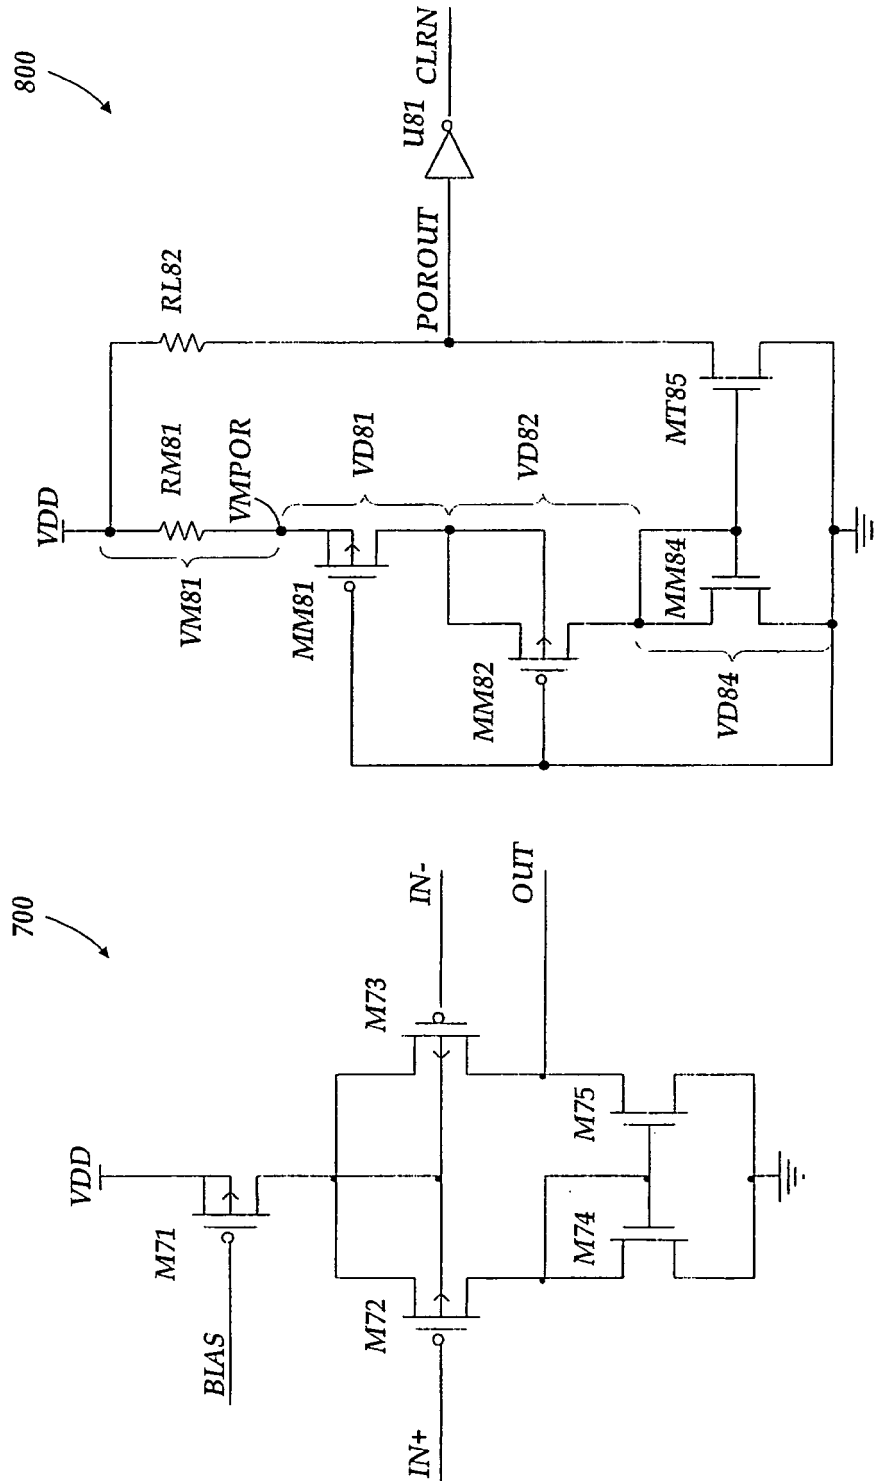 700
VDD
M71
BIAS
M72
M73
IN+
IN-
OUT
M74
M75
800
VDD
RM81
RL82
VM81
VMPOR
VD81
MM81
POROUT
U81
CLRN
VD82
MM82
MM84
MT85
VD84